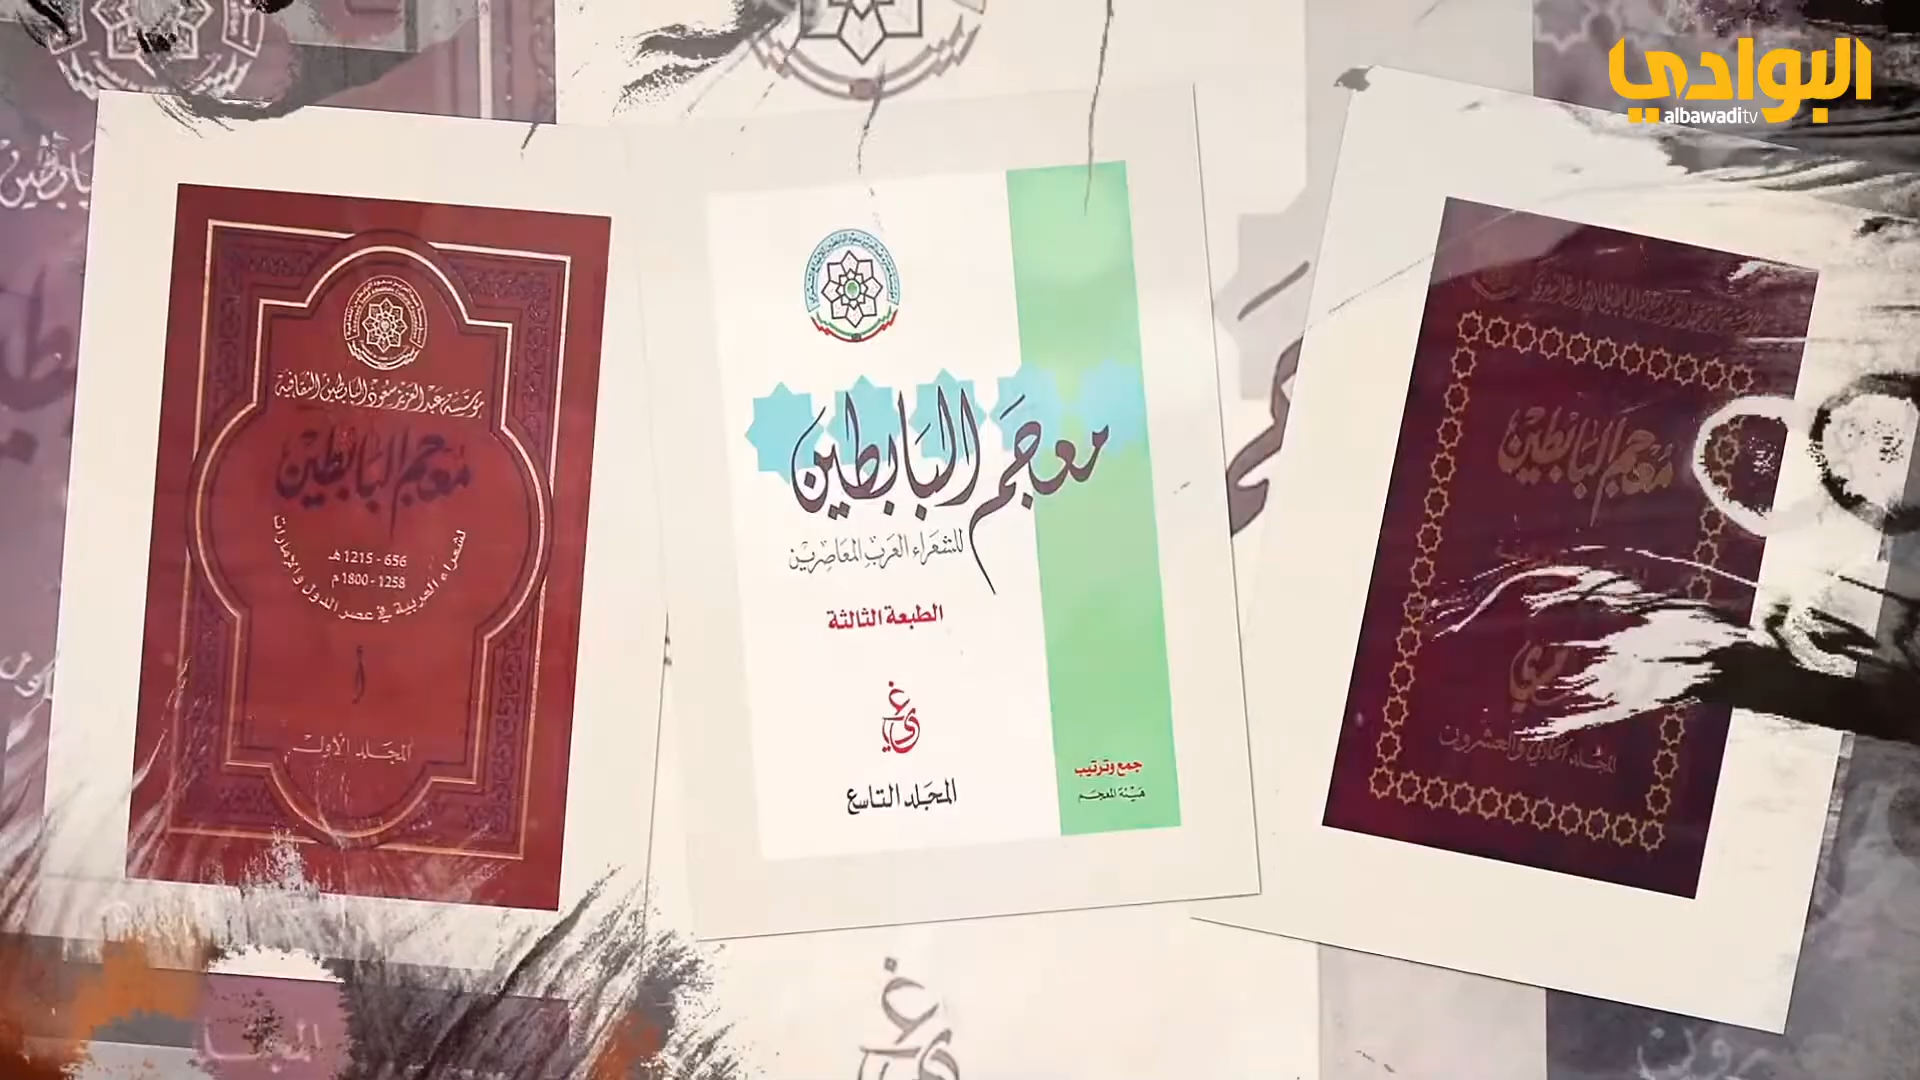 البوادي
albawaditv
مؤسسة عبد العزيز سعود البابطين الثقافية
معجم البابطين
لشعراء العربية في عصر الدول والإمارات
656 - 1215 هـ
1258 - 1800 م
أ
المجلد الأول
معجم البابطين
للشعراء العرب المعاصرين
الطبعة الثالثة
غ
ي
المجلد التاسع
جمع وترتيب
هيئة المعجم
معجم البابطين
المجلد الحادي والعشرون